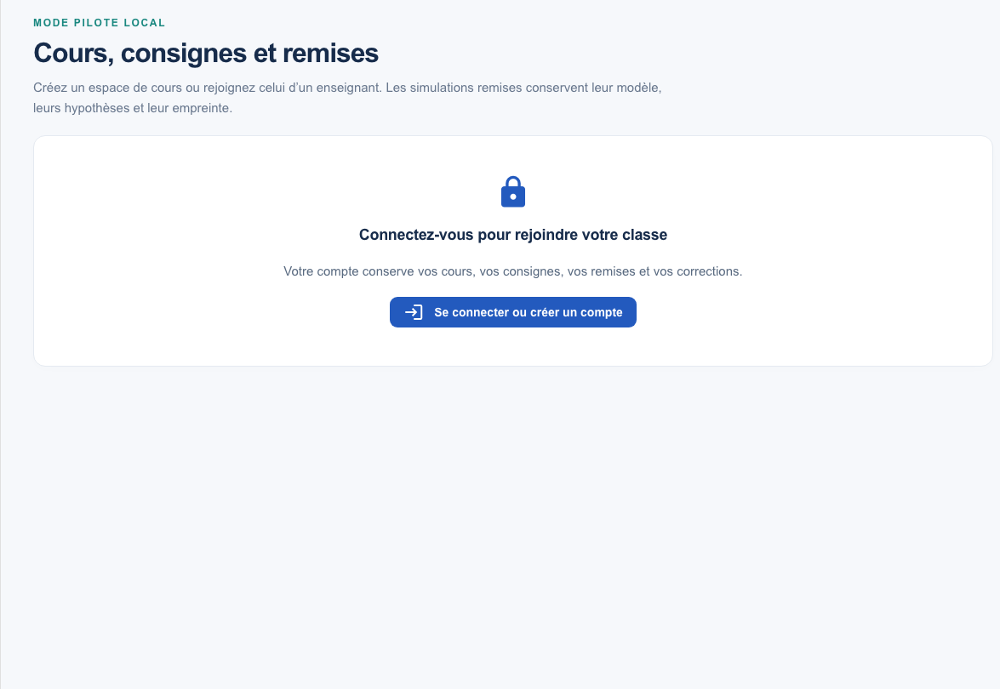 MODE PILOTE LOCAL
Cours, consignes et remises
Créez un espace de cours ou rejoignez celui d’un enseignant. Les simulations remises conservent leur modèle,
leurs hypothèses et leur empreinte.
Connectez-vous pour rejoindre votre classe
Votre compte conserve vos cours, vos consignes, vos remises et vos corrections.
Se connecter ou créer un compte